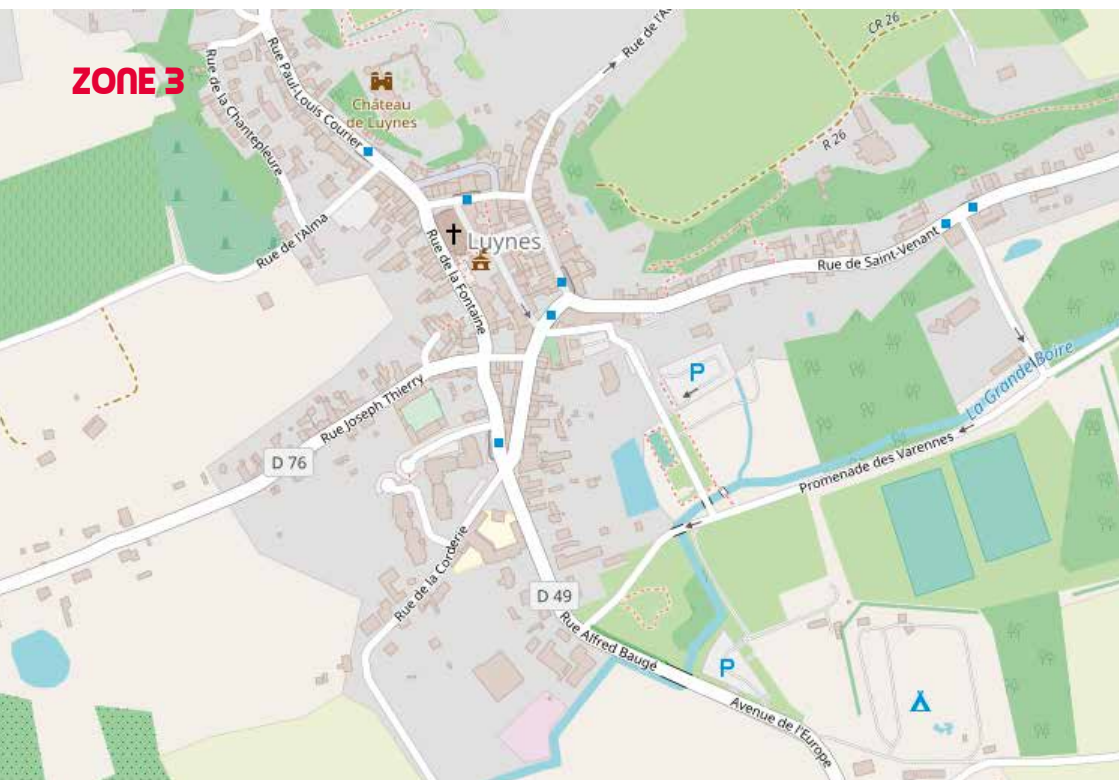 ZONE 3
Rue Paul-Louis Courier
Rue de la Chantepleure
Château
de Luynes
Rue de l'A
CR 26
R 26
Rue de l'Alma
Luynes
Rue de la Fontaine
Rue de Saint-Venant
P
La Grande Boire
Rue Joseph Thierry
D 76
Promenade des Varennes
Rue de la Corderie
D 49
Rue Alfred Baugé
P
Avenue de l'Europe